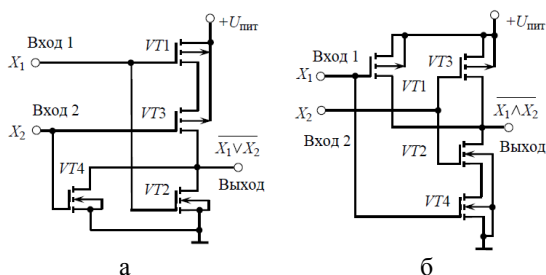 +Uпит
Вход 1
VT1
X1
Вход 2
VT3
X2
X1∨X2
VT4
VT2
Выход
а
+Uпит
Вход 1
VT3
X1
VT1
X2
X1∧X2
Вход 2
VT2
Выход
VT4
б